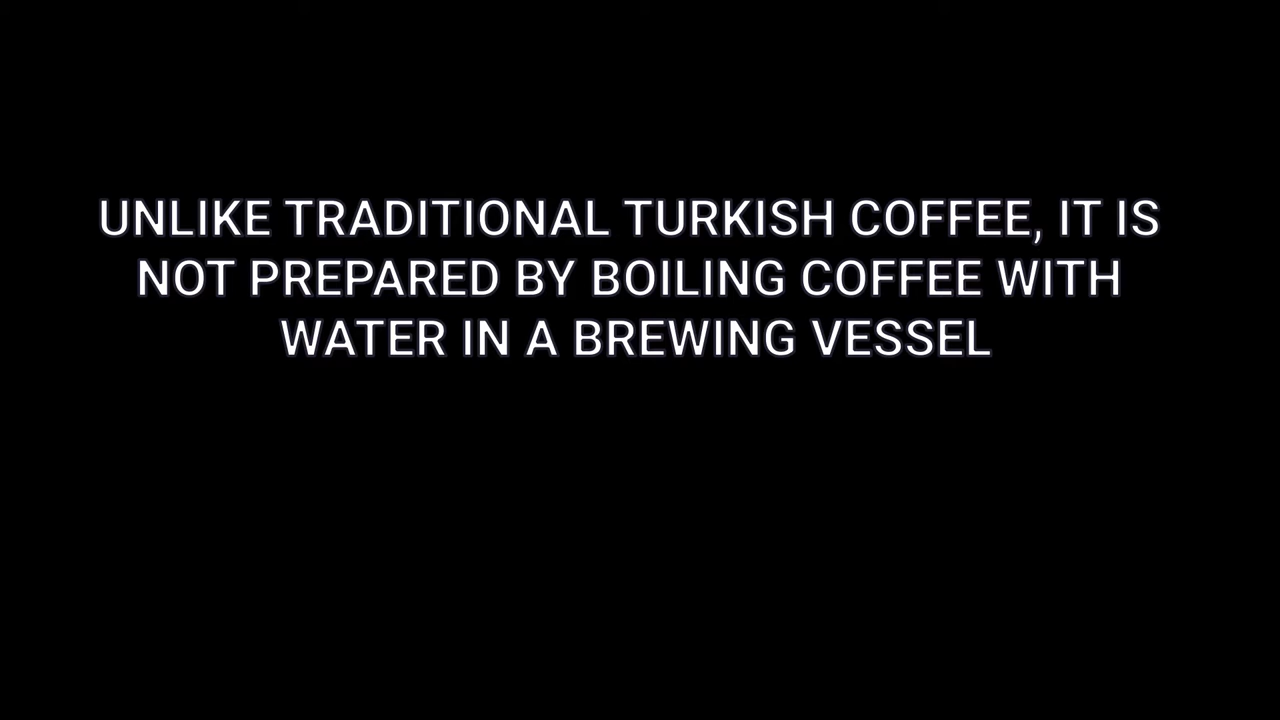 UNLIKE TRADITIONAL TURKISH COFFEE, IT IS
NOT PREPARED BY BOILING COFFEE WITH
WATER IN A BREWING VESSEL